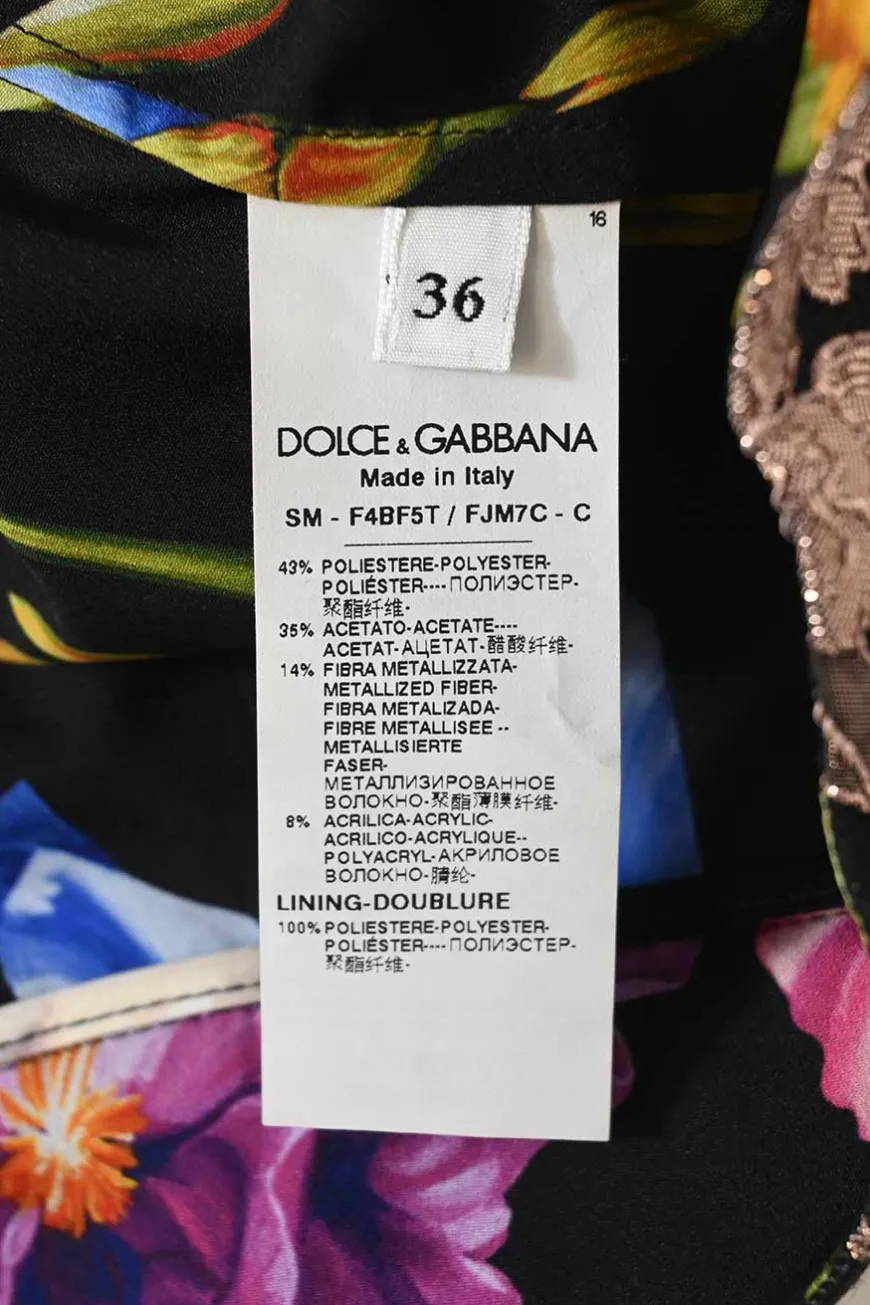 16
36
DOLCE & GABBANA
Made in Italy
SM - F4BF5T / FJM7C - C
43% POLIESTERE-POLYESTER-
POLIÉSTER----ПОЛИЭСТЕР-
聚酯纤维-
35% ACETATO-ACETATE----
ACETAT-АЦЕТАТ-醋酸纤维-
14% FIBRA METALLIZZATA-
METALLIZED FIBER-
FIBRA METALIZADA-
FIBRE METALLISEE --
METALLISIERTE
FASER-
МЕТАЛЛИЗИРОВАННОЕ
ВОЛОКНО-聚酯薄膜纤维-
8% ACRILICA-ACRYLIC-
ACRILICO-ACRYLIQUE--
POLYACRYL-АКРИЛОВОЕ
ВОЛОКНО-腈纶-
LINING-DOUBLURE
100% POLIESTERE-POLYESTER-
POLIÉSTER----ПОЛИЭСТЕР-
聚酯纤维-